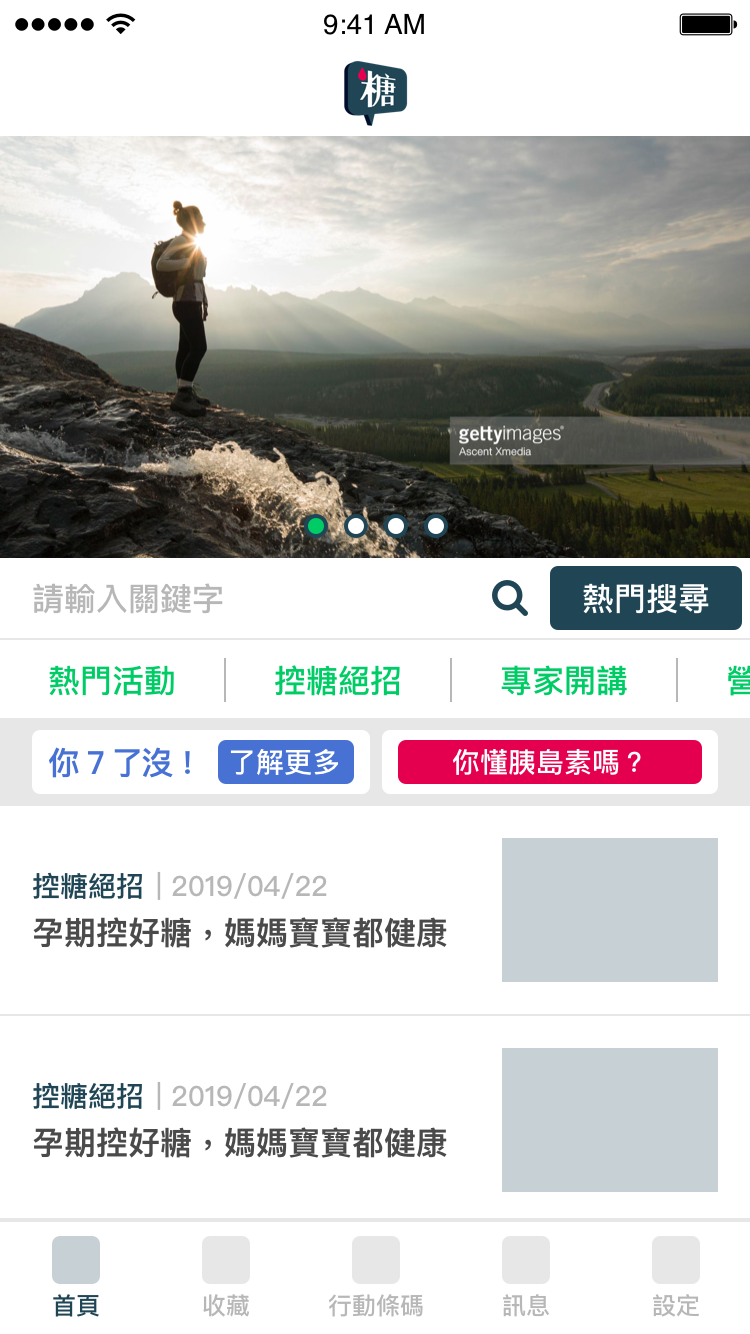 9:41 AM
糖
gettyimages®
Ascent Xmedia
請輸入關鍵字
熱門搜尋
熱門活動
控糖絕招
專家開講
營
你 7 了沒！
了解更多
你懂胰島素嗎？
控糖絕招｜2019/04/22
孕期控好糖，媽媽寶寶都健康
控糖絕招｜2019/04/22
孕期控好糖，媽媽寶寶都健康
首頁
收藏
行動條碼
訊息
設定